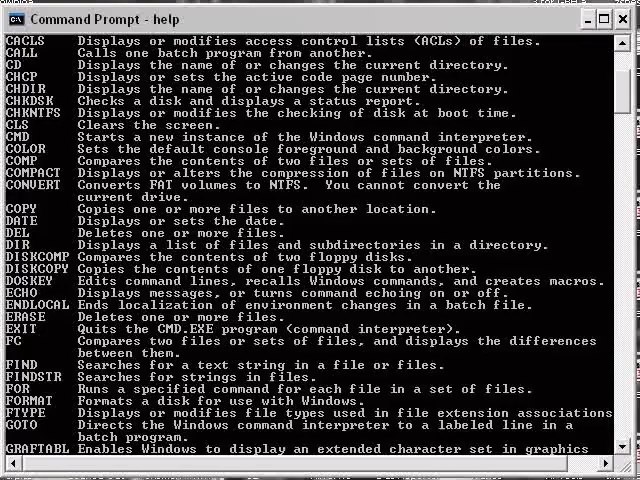 Command Prompt - help
CACLS Displays or modifies access control lists (ACLs) of files.
CALL Calls one batch program from another.
CD Displays the name of or changes the current directory.
CHCP Displays or sets the active code page number.
CHDIR Displays the name of or changes the current directory.
CHKDSK Checks a disk and displays a status report.
CHKNTFS Displays or modifies the checking of disk at boot time.
CLS Clears the screen.
CMD Starts a new instance of the Windows command interpreter.
COLOR Sets the default console foreground and background colors.
COMP Compares the contents of two files or sets of files.
COMPACT Displays or alters the compression of files on NTFS partitions.
CONVERT Converts FAT volumes to NTFS. You cannot convert the
current drive.
COPY Copies one or more files to another location.
DATE Displays or sets the date.
DEL Deletes one or more files.
DIR Displays a list of files and subdirectories in a directory.
DISKCOMP Compares the contents of two floppy disks.
DISKCOPY Copies the contents of one floppy disk to another.
DOSKEY Edits command lines, recalls Windows commands, and creates macros.
ECHO Displays messages, or turns command echoing on or off.
ENDLOCAL Ends localization of environment changes in a batch file.
ERASE Deletes one or more files.
EXIT Quits the CMD.EXE program (command interpreter).
FC Compares two files or sets of files, and displays the differences
between them.
FIND Searches for a text string in a file or files.
FINDSTR Searches for strings in files.
FOR Runs a specified command for each file in a set of files.
FORMAT Formats a disk for use with Windows.
FTYPE Displays or modifies file types used in file extension associations
GOTO Directs the Windows command interpreter to a labeled line in a
batch program.
GRAFTABL Enables Windows to display an extended character set in graphics